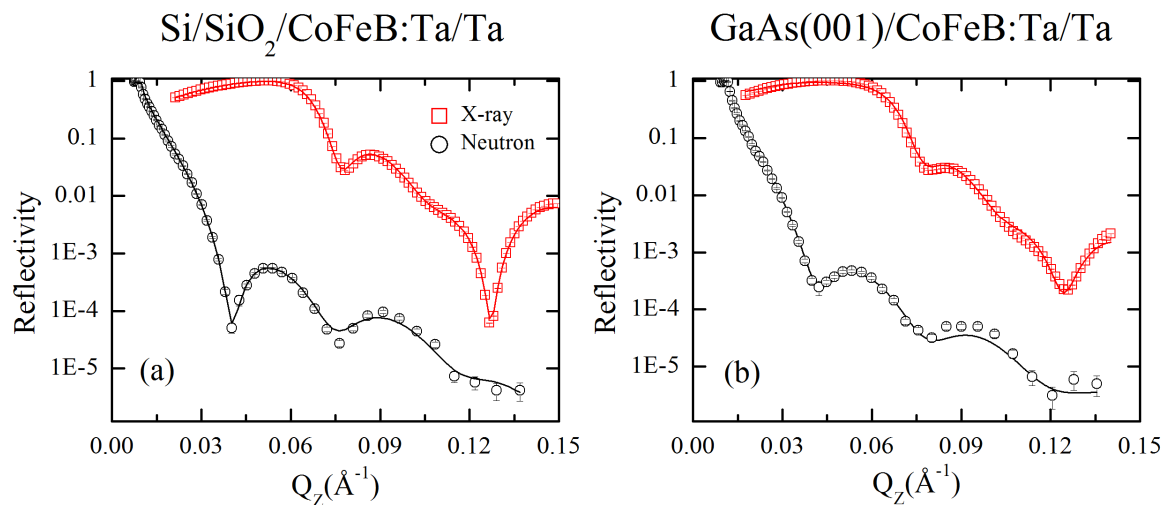 Si/SiO₂/CoFeB:Ta/Ta
GaAs(001)/CoFeB:Ta/Ta
Reflectivity
1
0.1
0.01
1E-3
1E-4
1E-5
X-ray
Neutron
(a)
0.00 0.03 0.06 0.09 0.12 0.15
Q_Z(Å⁻¹)
Reflectivity
1
0.1
0.01
1E-3
1E-4
1E-5
(b)
0.00 0.03 0.06 0.09 0.12 0.15
Q_Z(Å⁻¹)